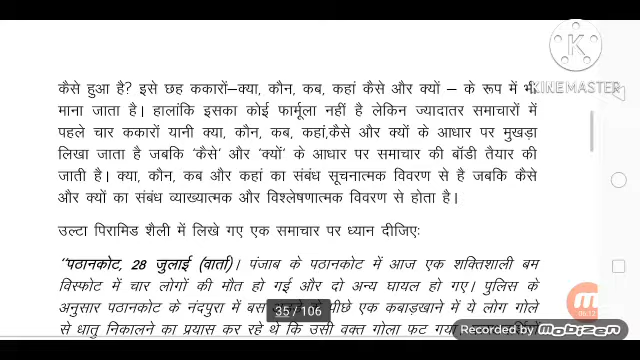 कैसे हुआ है? इसे छह ककारों—क्या, कौन, कब, कहां कैसे और क्यों — के रूप में भी
KINEMASTER
माना जाता है। हालांकि इसका कोई फार्मूला नहीं है लेकिन ज्यादातर समाचारों में
पहले चार ककारों यानी क्या, कौन, कब, कहां,कैसे और क्यों के आधार पर मुखड़ा
लिखा जाता है जबकि 'कैसे' और 'क्यों' के आधार पर समाचार की बॉडी तैयार की
जाती है। क्या, कौन, कब और कहां का संबंध सूचनात्मक विवरण से है जबकि कैसे
और क्यों का संबंध व्याख्यात्मक और विश्लेषणात्मक विवरण से होता है।
उल्टा पिरामिड शैली में लिखे गए एक समाचार पर ध्यान दीजिए:
"पठानकोट, 28 जुलाई (वार्ता)। पंजाब के पठानकोट में आज एक शक्तिशाली बम
विस्फोट में चार लोगों की मौत हो गई और दो अन्य घायल हो गए। पुलिस के
अनुसार पठानकोट के नंदपुरा में बस पीछे एक कबाड़खाने में ये लोग गोले
35 / 106
से धातु निकालने का प्रयास कर रहे थे कि उसी वक्त गोला फट गया
06:12
Recorded by mobizen